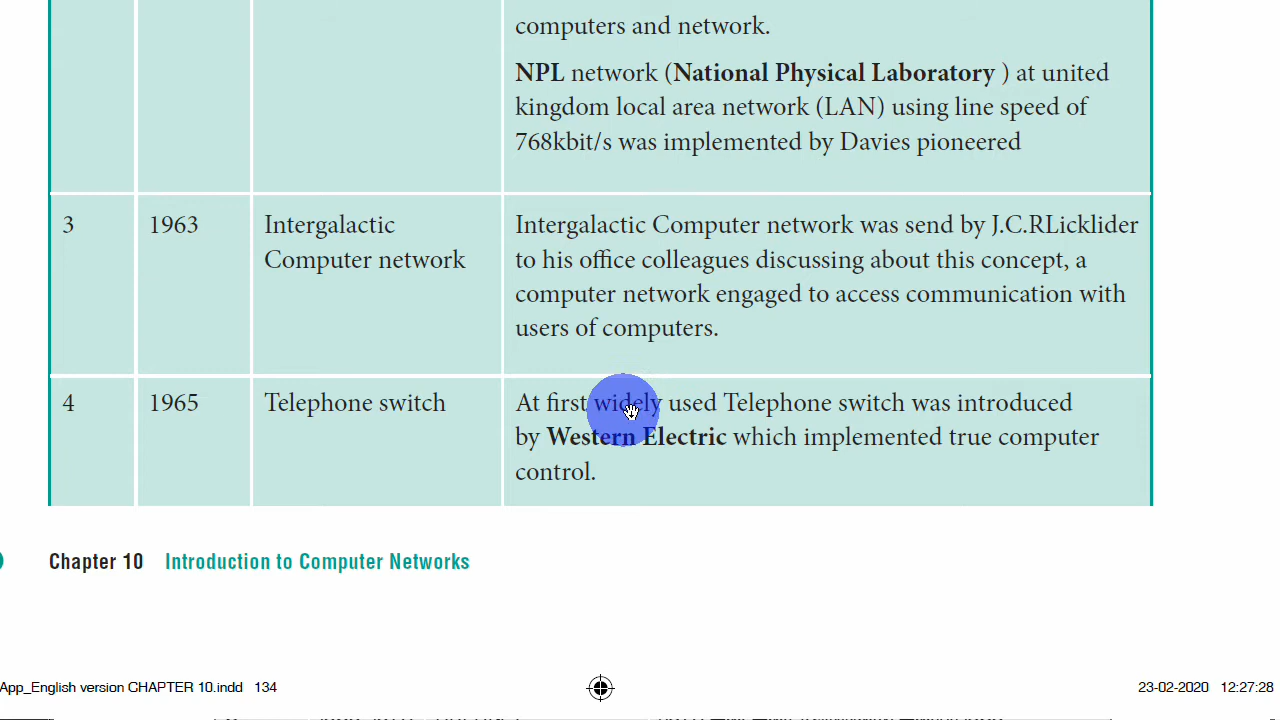 computers and network.
NPL network (National Physical Laboratory ) at united
kingdom local area network (LAN) using line speed of
768kbit/s was implemented by Davies pioneered
3 1963 Intergalactic Computer network Intergalactic Computer network was send by J.C.RLicklider
to his office colleagues discussing about this concept, a
computer network engaged to access communication with
users of computers.
4 1965 Telephone switch At first widely used Telephone switch was introduced
by Western Electric which implemented true computer
control.
Chapter 10 Introduction to Computer Networks
App_English version CHAPTER 10.indd 134 23-02-2020 12:27:28